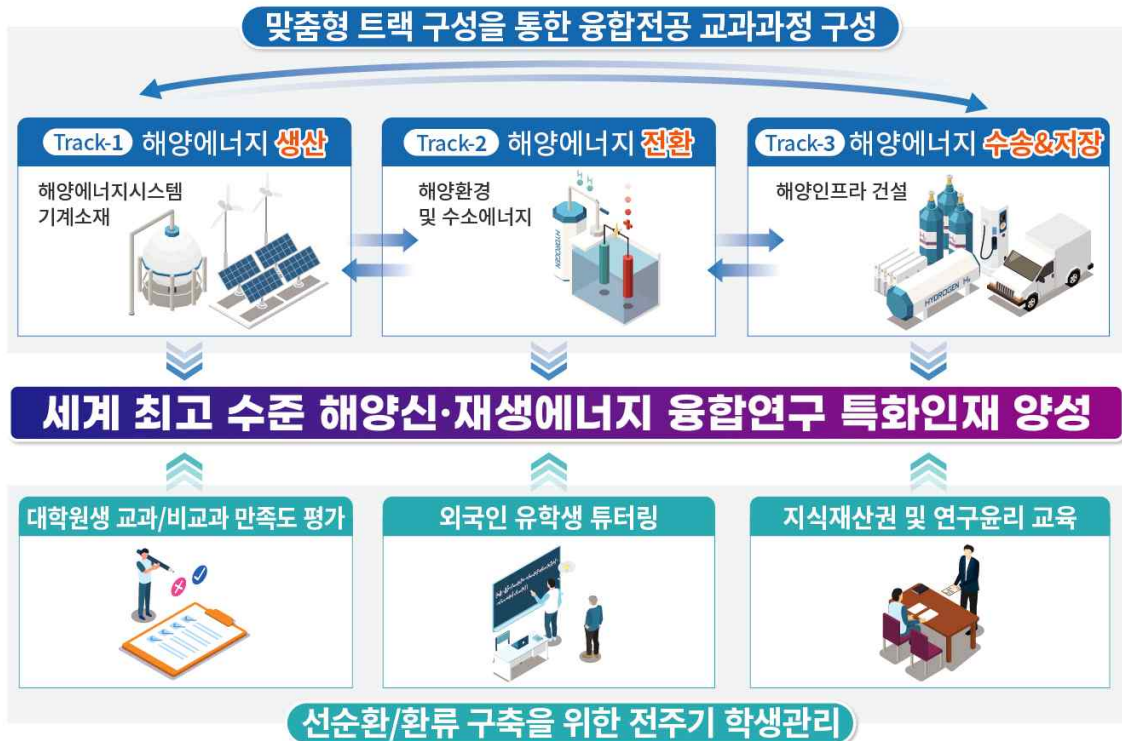 맞춤형 트랙 구성을 통한 융합전공 교과과정 구성
Track-1 해양에너지 생산
해양에너지시스템
기계소재
Track-2 해양에너지 전환
해양환경
및 수소에너지
HYDROGEN
Track-3 해양에너지 수송&저장
해양인프라 건설
HYDROGEN H₂
세계 최고 수준 해양신·재생에너지 융합연구 특화인재 양성
대학원생 교과/비교과 만족도 평가
외국인 유학생 튜터링
지식재산권 및 연구윤리 교육
선순환/환류 구축을 위한 전주기 학생관리